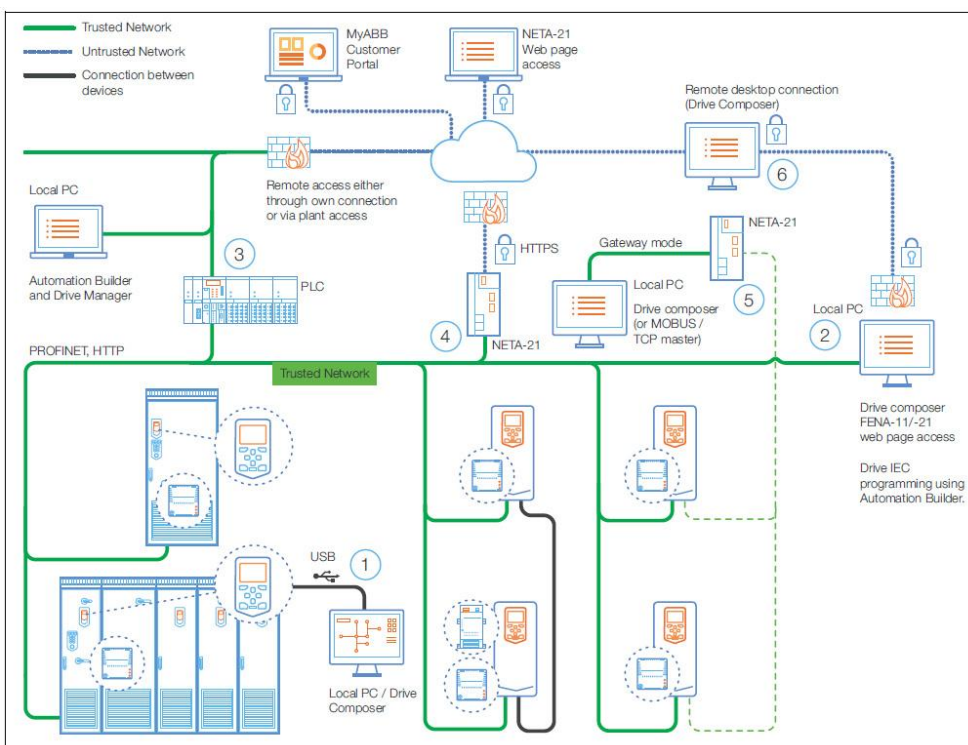 Trusted Network
Untrusted Network
Connection between
devices
MyABB
Customer
Portal
NETA-21
Web page
access
Remote desktop connection
(Drive Composer)
6
Remote access either
through own connection
or via plant access
Local PC
Automation Builder
and Drive Manager
3
PLC
HTTPS
4
NETA-21
Gateway mode
NETA-21
5
Local PC
Drive composer
(or MOBUS /
TCP master)
Local PC
2
Drive composer
FENA-11/-21
web page access
Drive IEC
programming using
Automation Builder.
PROFINET, HTTP
Trusted Network
USB
1
Local PC / Drive
Composer